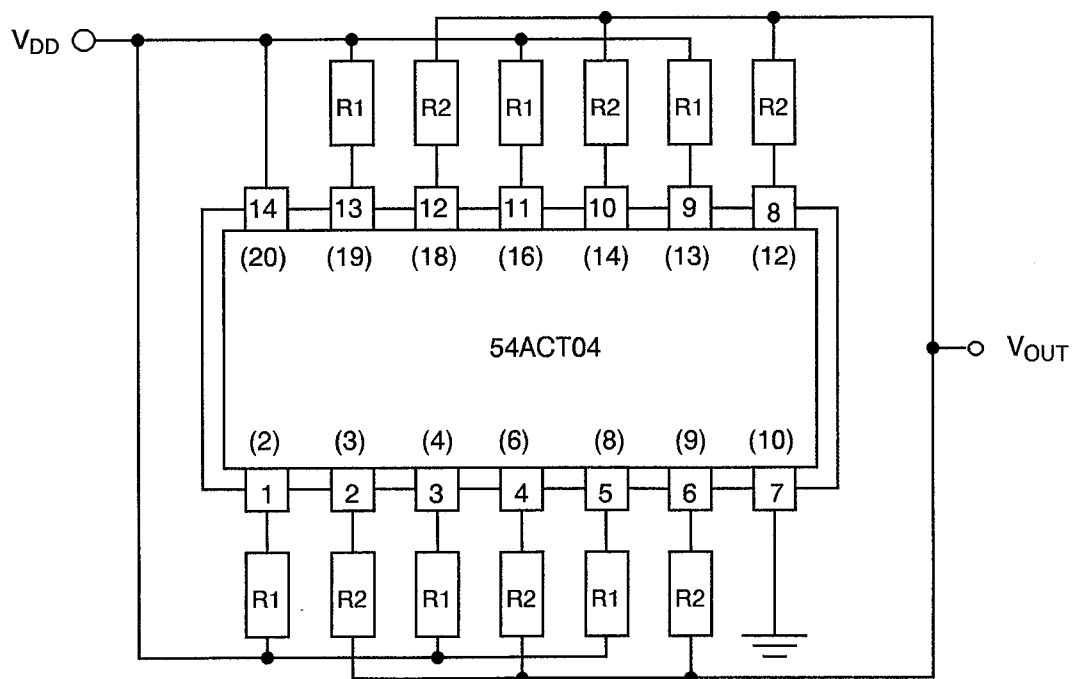 V_DD
R1 R2 R1 R2 R1 R2
14 13 12 11 10 9 8
(20) (19) (18) (16) (14) (13) (12)
54ACT04
V_OUT
(2) (3) (4) (6) (8) (9) (10)
1 2 3 4 5 6 7
R1 R2 R1 R2 R1 R2